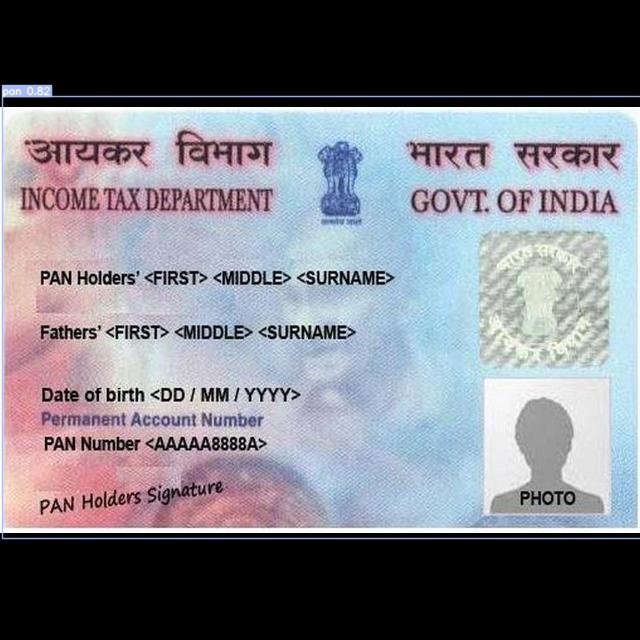 pan 0.82
आयकर विभाग
भारत सरकार
INCOME TAX DEPARTMENT
GOVT. OF INDIA
सत्यमेव जयते
PAN Holders' <FIRST> <MIDDLE> <SURNAME>
भारत सरकार
आयकर विभाग
Fathers' <FIRST> <MIDDLE> <SURNAME>
Date of birth <DD / MM / YYYY>
Permanent Account Number
PAN Number <AAAAA8888A>
PAN Holders Signature
PHOTO